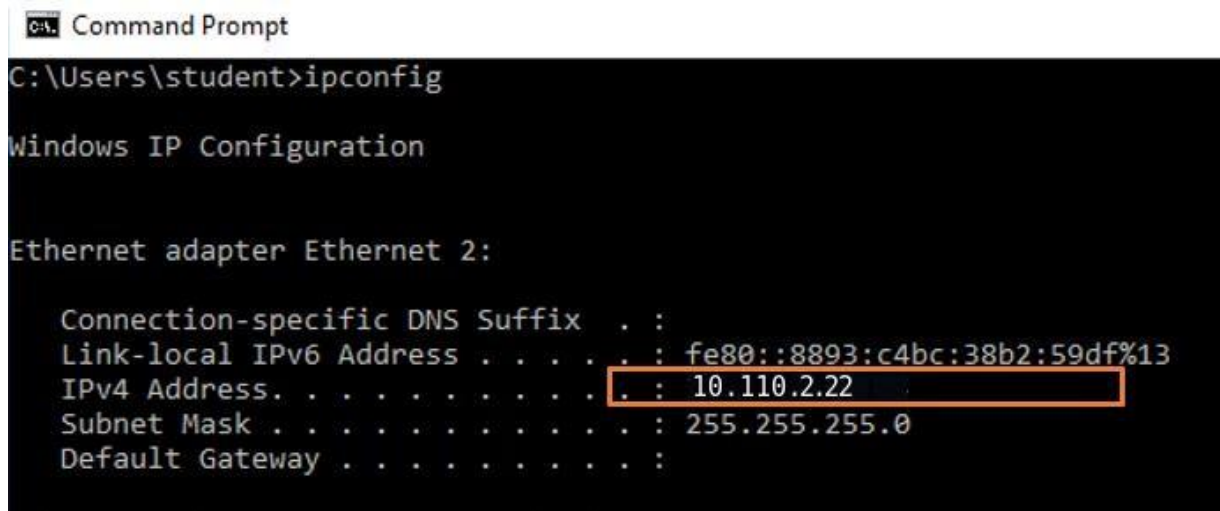 Command Prompt
C:\Users\student>ipconfig
Windows IP Configuration
Ethernet adapter Ethernet 2:
Connection-specific DNS Suffix  . :
Link-local IPv6 Address . . . . . : fe80::8893:c4bc:38b2:59df%13
IPv4 Address. . . . . . . . . . . : 10.110.2.22
Subnet Mask . . . . . . . . . . . : 255.255.255.0
Default Gateway . . . . . . . . . :